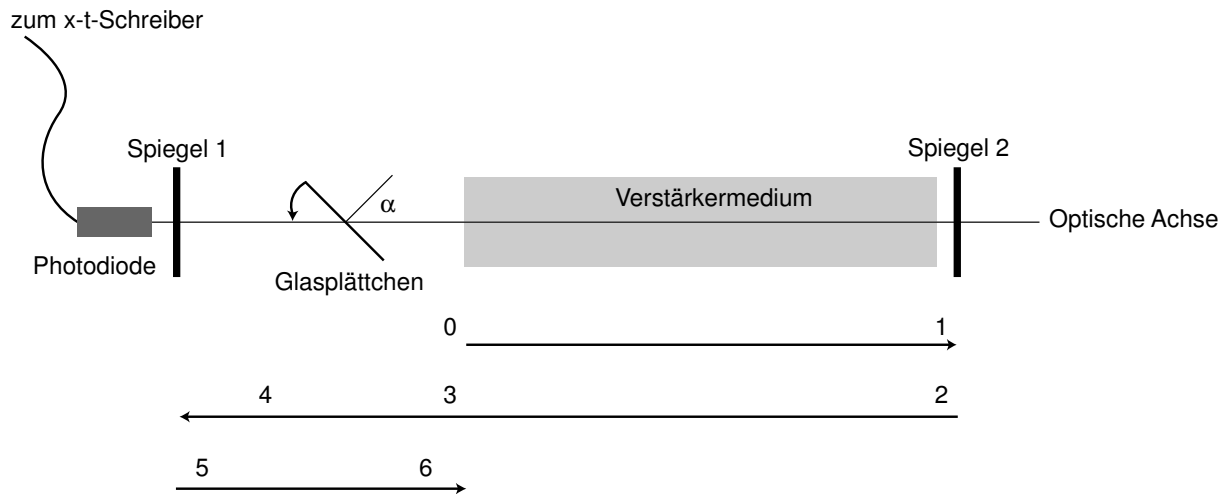 zum x-t-Schreiber
Spiegel 1
Spiegel 2
α
Verstärkermedium
Optische Achse
Photodiode
Glasplättchen
0 1
4 3 2
5 6